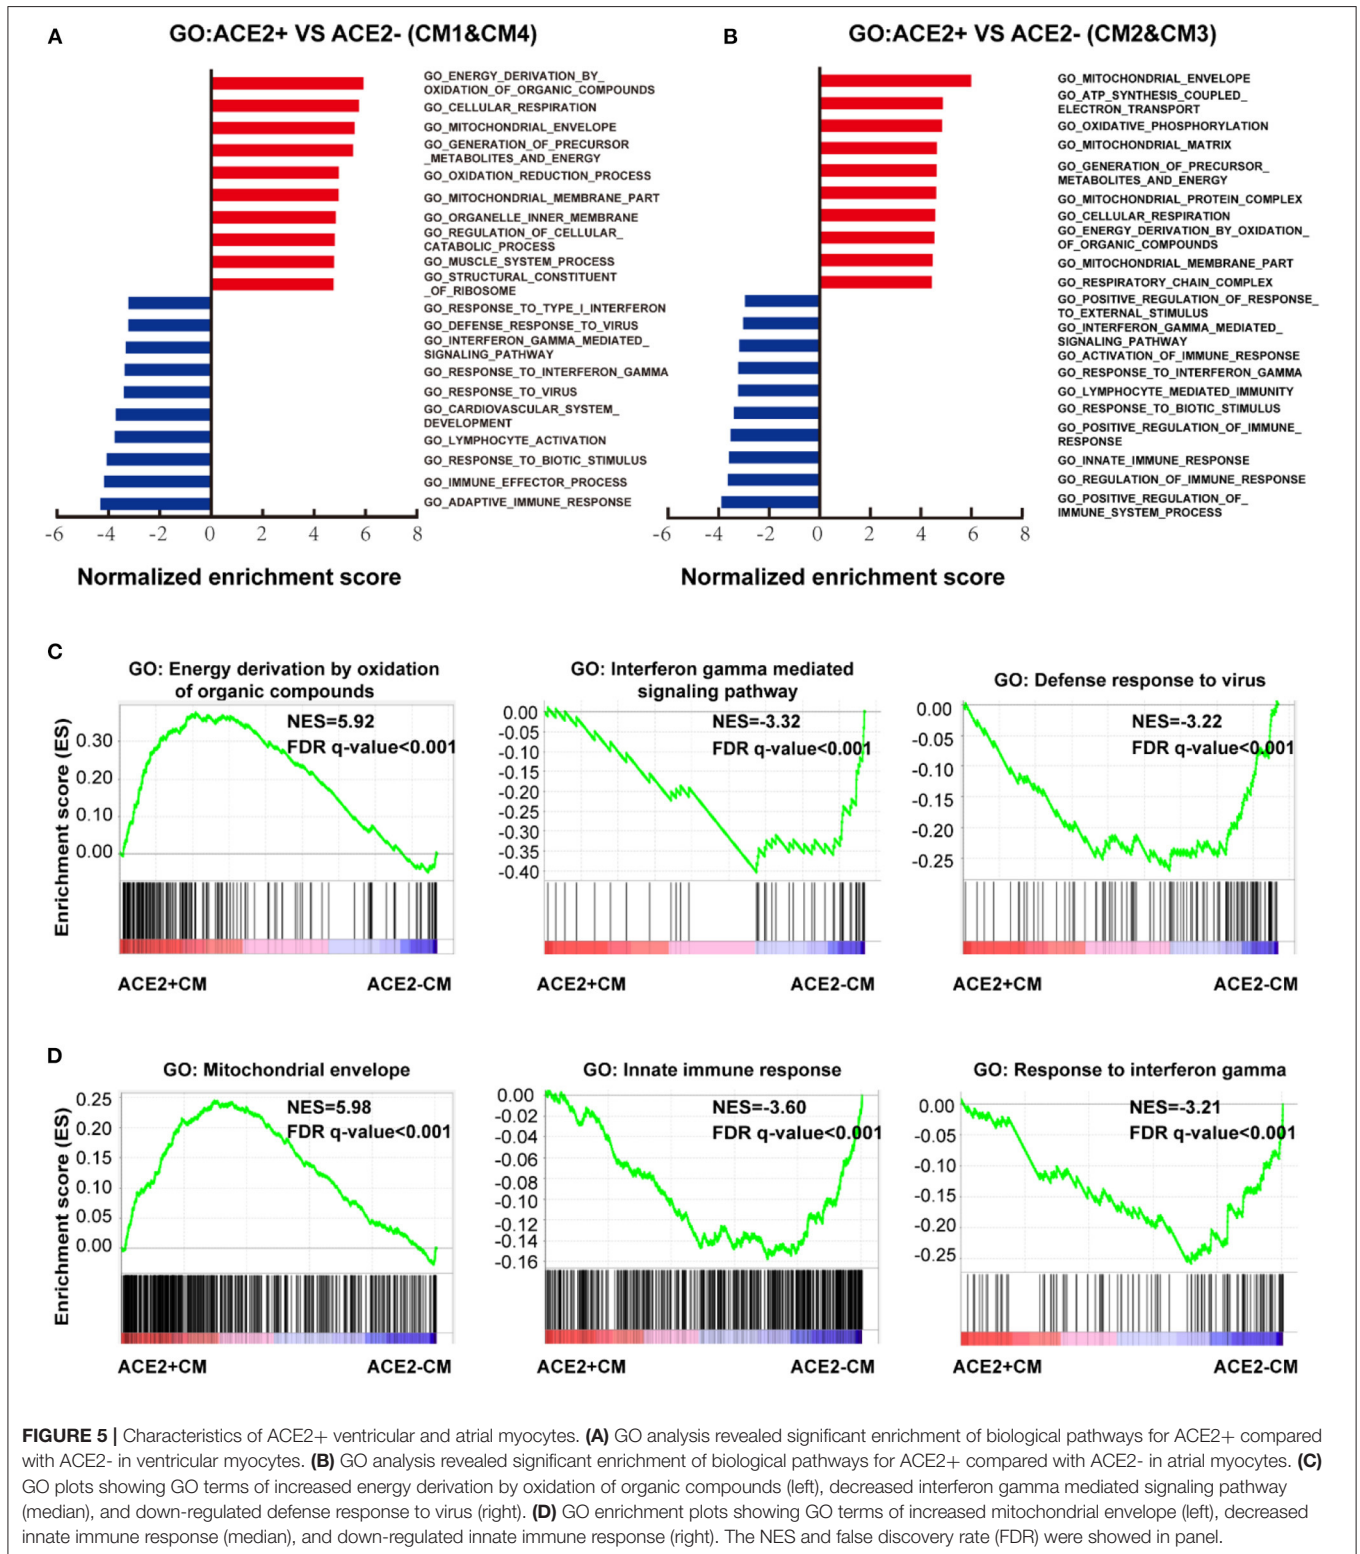 A
GO:ACE2+ VS ACE2- (CM1&CM4)
GO_ENERGY_DERIVATION_BY_
OXIDATION_OF_ORGANIC_COMPOUNDS
GO_CELLULAR_RESPIRATION
GO_MITOCHONDRIAL_ENVELOPE
GO_GENERATION_OF_PRECURSOR
_METABOLITES_AND_ENERGY
GO_OXIDATION_REDUCTION_PROCESS
GO_MITOCHONDRIAL_MEMBRANE_PART
GO_ORGANELLE_INNER_MEMBRANE
GO_REGULATION_OF_CELLULAR_
CATABOLIC_PROCESS
GO_MUSCLE_SYSTEM_PROCESS
GO_STRUCTURAL_CONSTITUENT
_OF_RIBOSOME
GO_RESPONSE_TO_TYPE_I_INTERFERON
GO_DEFENSE_RESPONSE_TO_VIRUS
GO_INTERFERON_GAMMA_MEDIATED_
SIGNALING_PATHWAY
GO_RESPONSE_TO_INTERFERON_GAMMA
GO_RESPONSE_TO_VIRUS
GO_CARDIOVASCULAR_SYSTEM_
DEVELOPMENT
GO_LYMPHOCYTE_ACTIVATION
GO_RESPONSE_TO_BIOTIC_STIMULUS
GO_IMMUNE_EFFECTOR_PROCESS
GO_ADAPTIVE_IMMUNE_RESPONSE
-6 -4 -2 0 2 4 6 8
Normalized enrichment score
B
GO:ACE2+ VS ACE2- (CM2&CM3)
GO_MITOCHONDRIAL_ENVELOPE
GO_ATP_SYNTHESIS_COUPLED_
ELECTRON_TRANSPORT
GO_OXIDATIVE_PHOSPHORYLATION
GO_MITOCHONDRIAL_MATRIX
GO_GENERATION_OF_PRECURSOR_
METABOLITES_AND_ENERGY
GO_MITOCHONDRIAL_PROTEIN_COMPLEX
GO_CELLULAR_RESPIRATION
GO_ENERGY_DERIVATION_BY_OXIDATION_
OF_ORGANIC_COMPOUNDS
GO_MITOCHONDRIAL_MEMBRANE_PART
GO_RESPIRATORY_CHAIN_COMPLEX
GO_POSITIVE_REGULATION_OF_RESPONSE_
TO_EXTERNAL_STIMULUS
GO_INTERFERON_GAMMA_MEDIATED_
SIGNALING_PATHWAY
GO_ACTIVATION_OF_IMMUNE_RESPONSE
GO_RESPONSE_TO_INTERFERON_GAMMA
GO_LYMPHOCYTE_MEDIATED_IMMUNITY
GO_RESPONSE_TO_BIOTIC_STIMULUS
GO_POSITIVE_REGULATION_OF_IMMUNE_
RESPONSE
GO_INNATE_IMMUNE_RESPONSE
GO_REGULATION_OF_IMMUNE_RESPONSE
GO_POSITIVE_REGULATION_OF_
IMMUNE_SYSTEM_PROCESS
-6 -4 -2 0 2 4 6 8
Normalized enrichment score
C
GO: Energy derivation by oxidation
of organic compounds
NES=5.92
FDR q-value<0.001
Enrichment score (ES)
0.30
0.20
0.10
0.00
ACE2+CM ACE2-CM
GO: Interferon gamma mediated
signaling pathway
NES=-3.32
FDR q-value<0.001
0.00
-0.05
-0.10
-0.15
-0.20
-0.25
-0.30
-0.35
-0.40
ACE2+CM ACE2-CM
GO: Defense response to virus
NES=-3.22
FDR q-value<0.001
0.00
-0.05
-0.10
-0.15
-0.20
-0.25
ACE2+CM ACE2-CM
D
GO: Mitochondrial envelope
NES=5.98
FDR q-value<0.001
Enrichment score (ES)
0.25
0.20
0.15
0.10
0.05
0.00
ACE2+CM ACE2-CM
GO: Innate immune response
NES=-3.60
FDR q-value<0.001
0.00
-0.02
-0.04
-0.06
-0.08
-0.10
-0.12
-0.14
-0.16
ACE2+CM ACE2-CM
GO: Response to interferon gamma
NES=-3.21
FDR q-value<0.001
0.00
-0.05
-0.10
-0.15
-0.20
-0.25
ACE2+CM ACE2-CM
FIGURE 5 | Characteristics of ACE2+ ventricular and atrial myocytes. (A) GO analysis revealed significant enrichment of biological pathways for ACE2+ compared
with ACE2- in ventricular myocytes. (B) GO analysis revealed significant enrichment of biological pathways for ACE2+ compared with ACE2- in atrial myocytes. (C)
GO plots showing GO terms of increased energy derivation by oxidation of organic compounds (left), decreased interferon gamma mediated signaling pathway
(median), and down-regulated defense response to virus (right). (D) GO enrichment plots showing GO terms of increased mitochondrial envelope (left), decreased
innate immune response (median), and down-regulated innate immune response (right). The NES and false discovery rate (FDR) were showed in panel.